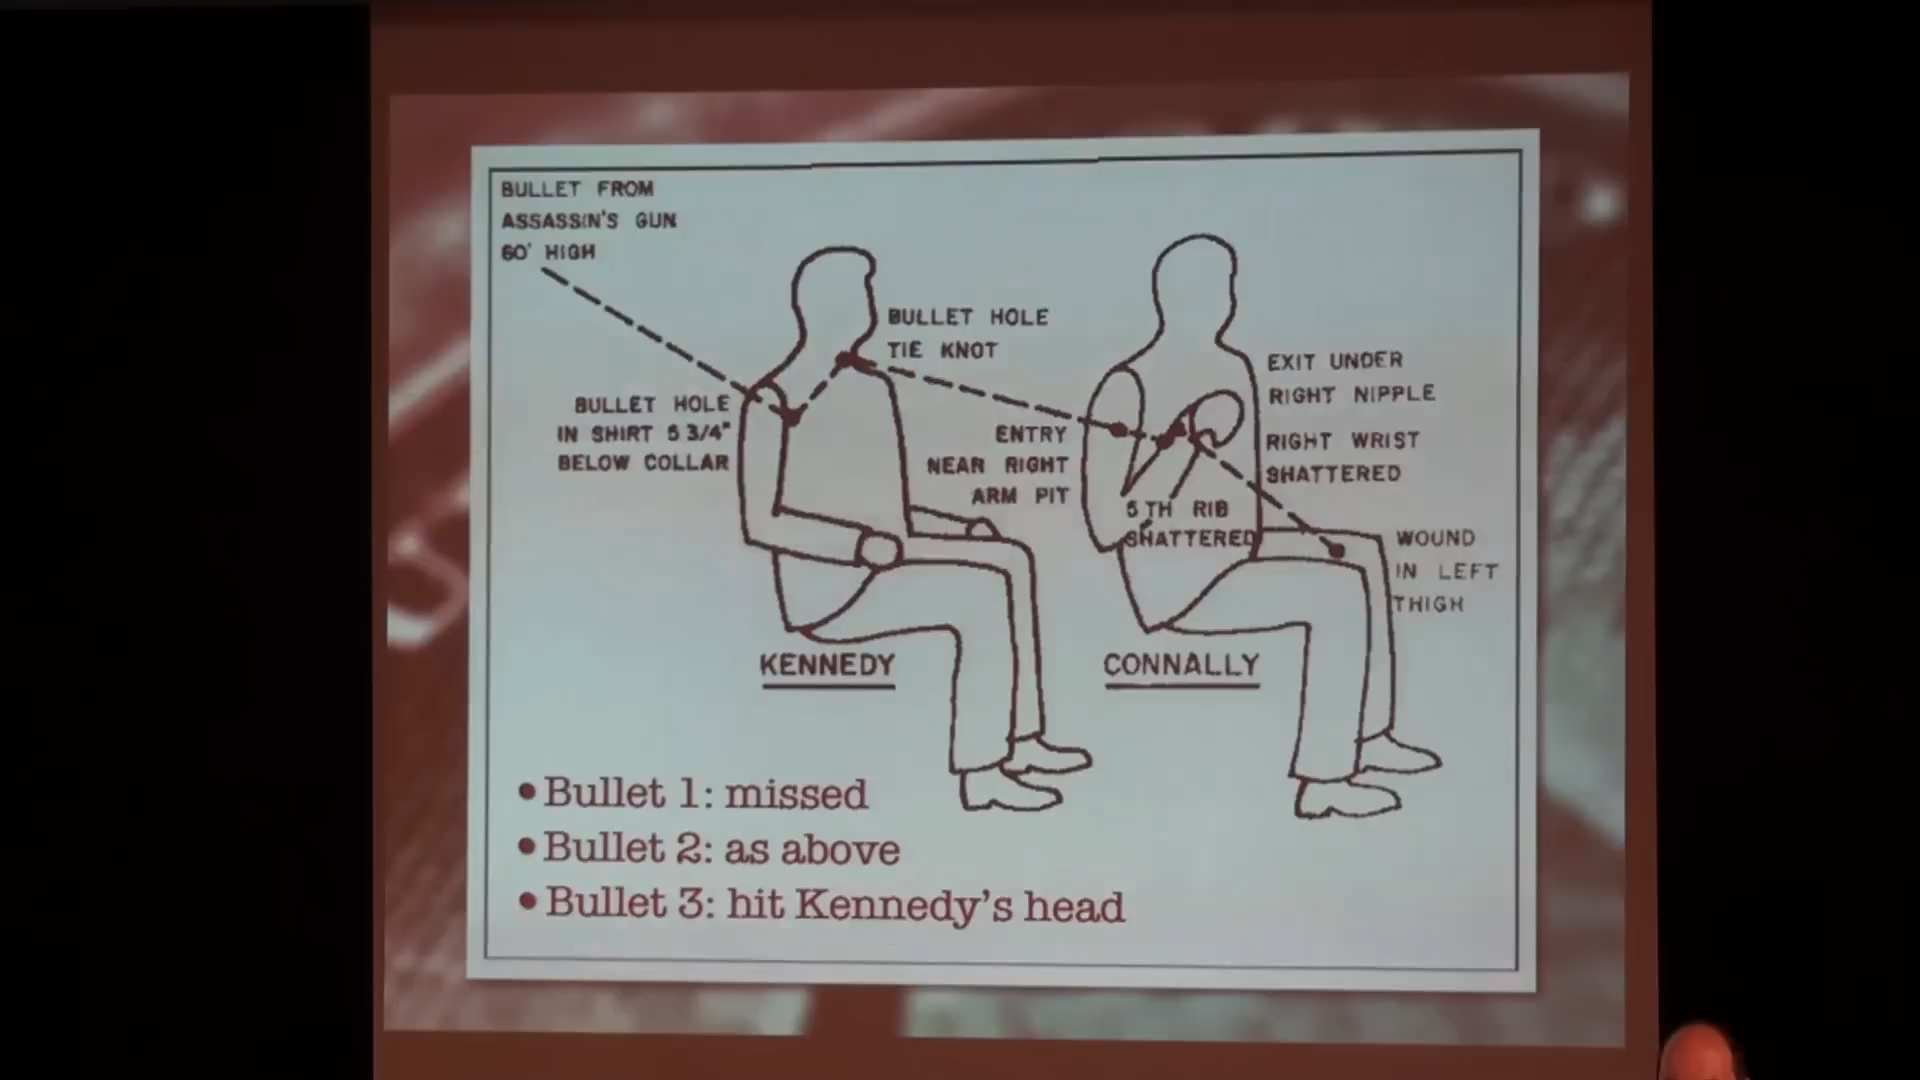 BULLET FROM
ASSASSIN'S GUN
60' HIGH
BULLET HOLE
TIE KNOT
BULLET HOLE
IN SHIRT 5 3/4"
BELOW COLLAR
ENTRY
NEAR RIGHT
ARM PIT
EXIT UNDER
RIGHT NIPPLE
RIGHT WRIST
SHATTERED
5 TH RIB
SHATTERED
WOUND
IN LEFT
THIGH
KENNEDY
CONNALLY
• Bullet 1: missed
• Bullet 2: as above
• Bullet 3: hit Kennedy's head